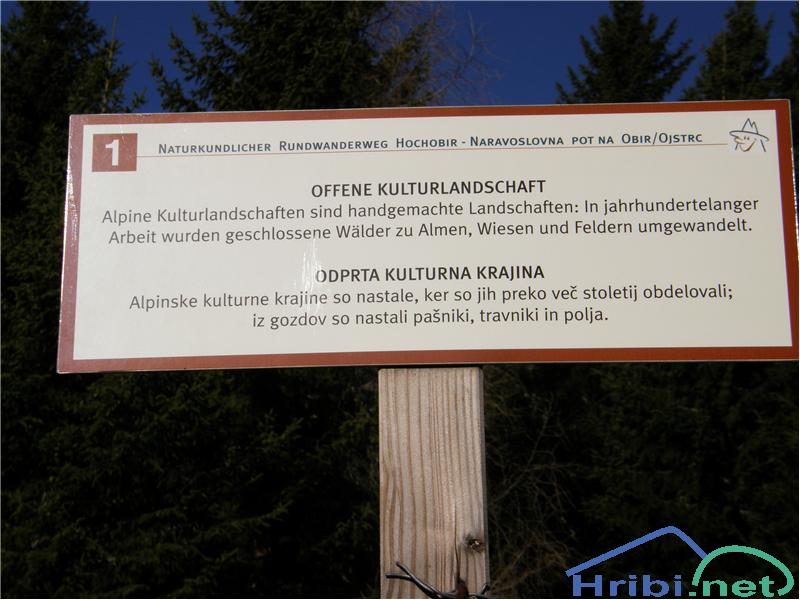 1
NATURKUNDLICHER RUNDWANDERWEG HOCHOBIR - NARAVOSLOVNA POT NA OBIR/OJSTRC
OFFENE KULTURLANDSCHAFT
Alpine Kulturlandschaften sind handgemachte Landschaften: In jahrhundertelanger
Arbeit wurden geschlossene Wälder zu Almen, Wiesen und Feldern umgewandelt.
ODPRTA KULTURNA KRAJINA
Alpinske kulturne krajine so nastale, ker so jih preko več stoletij obdelovali;
iz gozdov so nastali pašniki, travniki in polja.
Hribi.net